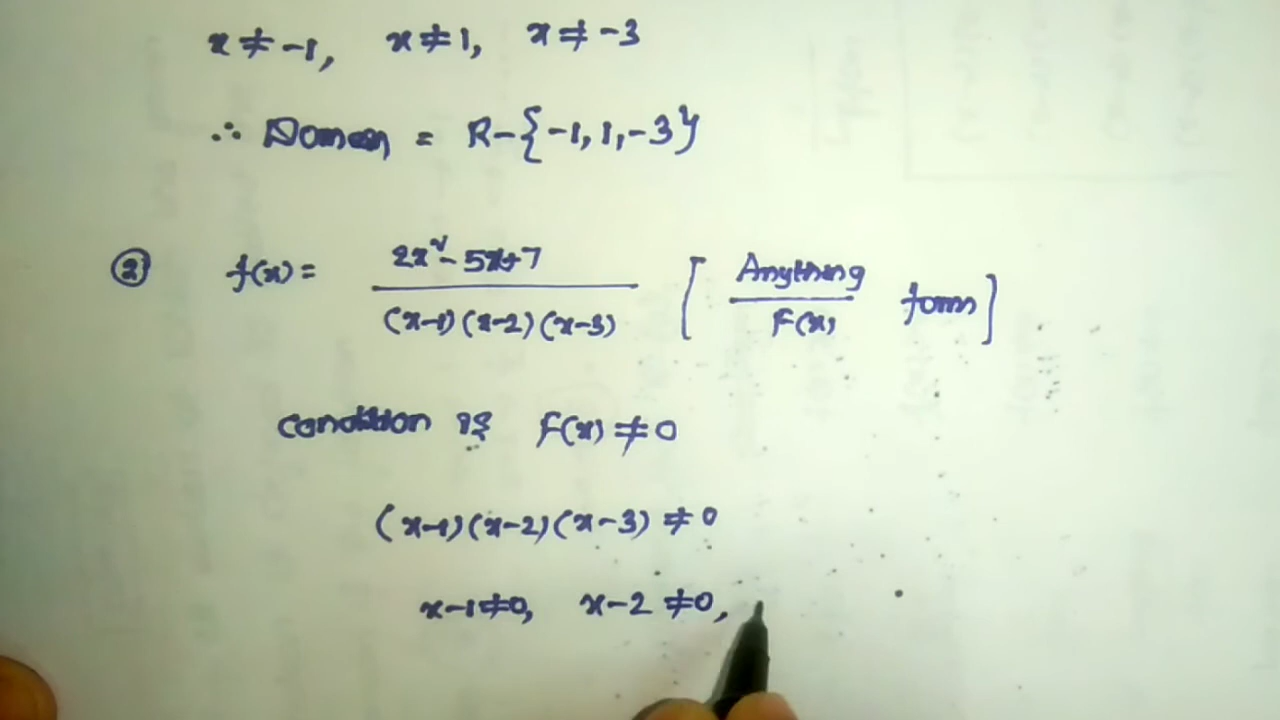 x ≠ -1, x ≠ 1, x ≠ -3
∴ Domain = R-{-1, 1, -3}
② f(x) = (2x² - 5x + 7) / ((x-1)(x-2)(x-3)) [Anything / F(x) form]
condition is F(x) ≠ 0
(x-1)(x-2)(x-3) ≠ 0
x-1 ≠ 0, x-2 ≠ 0,